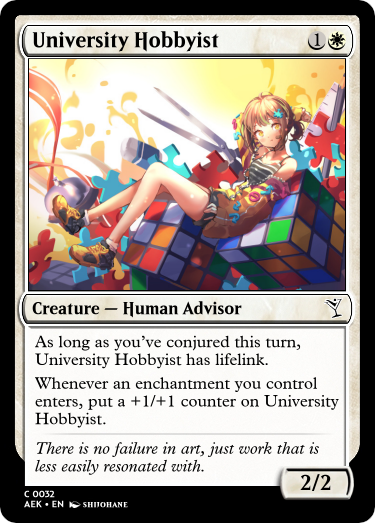 University Hobbyist 1
Creature — Human Advisor
As long as you've conjured this turn,
University Hobbyist has lifelink.
Whenever an enchantment you control
enters, put a +1/+1 counter on University
Hobbyist.
There is no failure in art, just work that is
less easily resonated with.
2/2
C 0032
AEK • EN SHIJOHANE